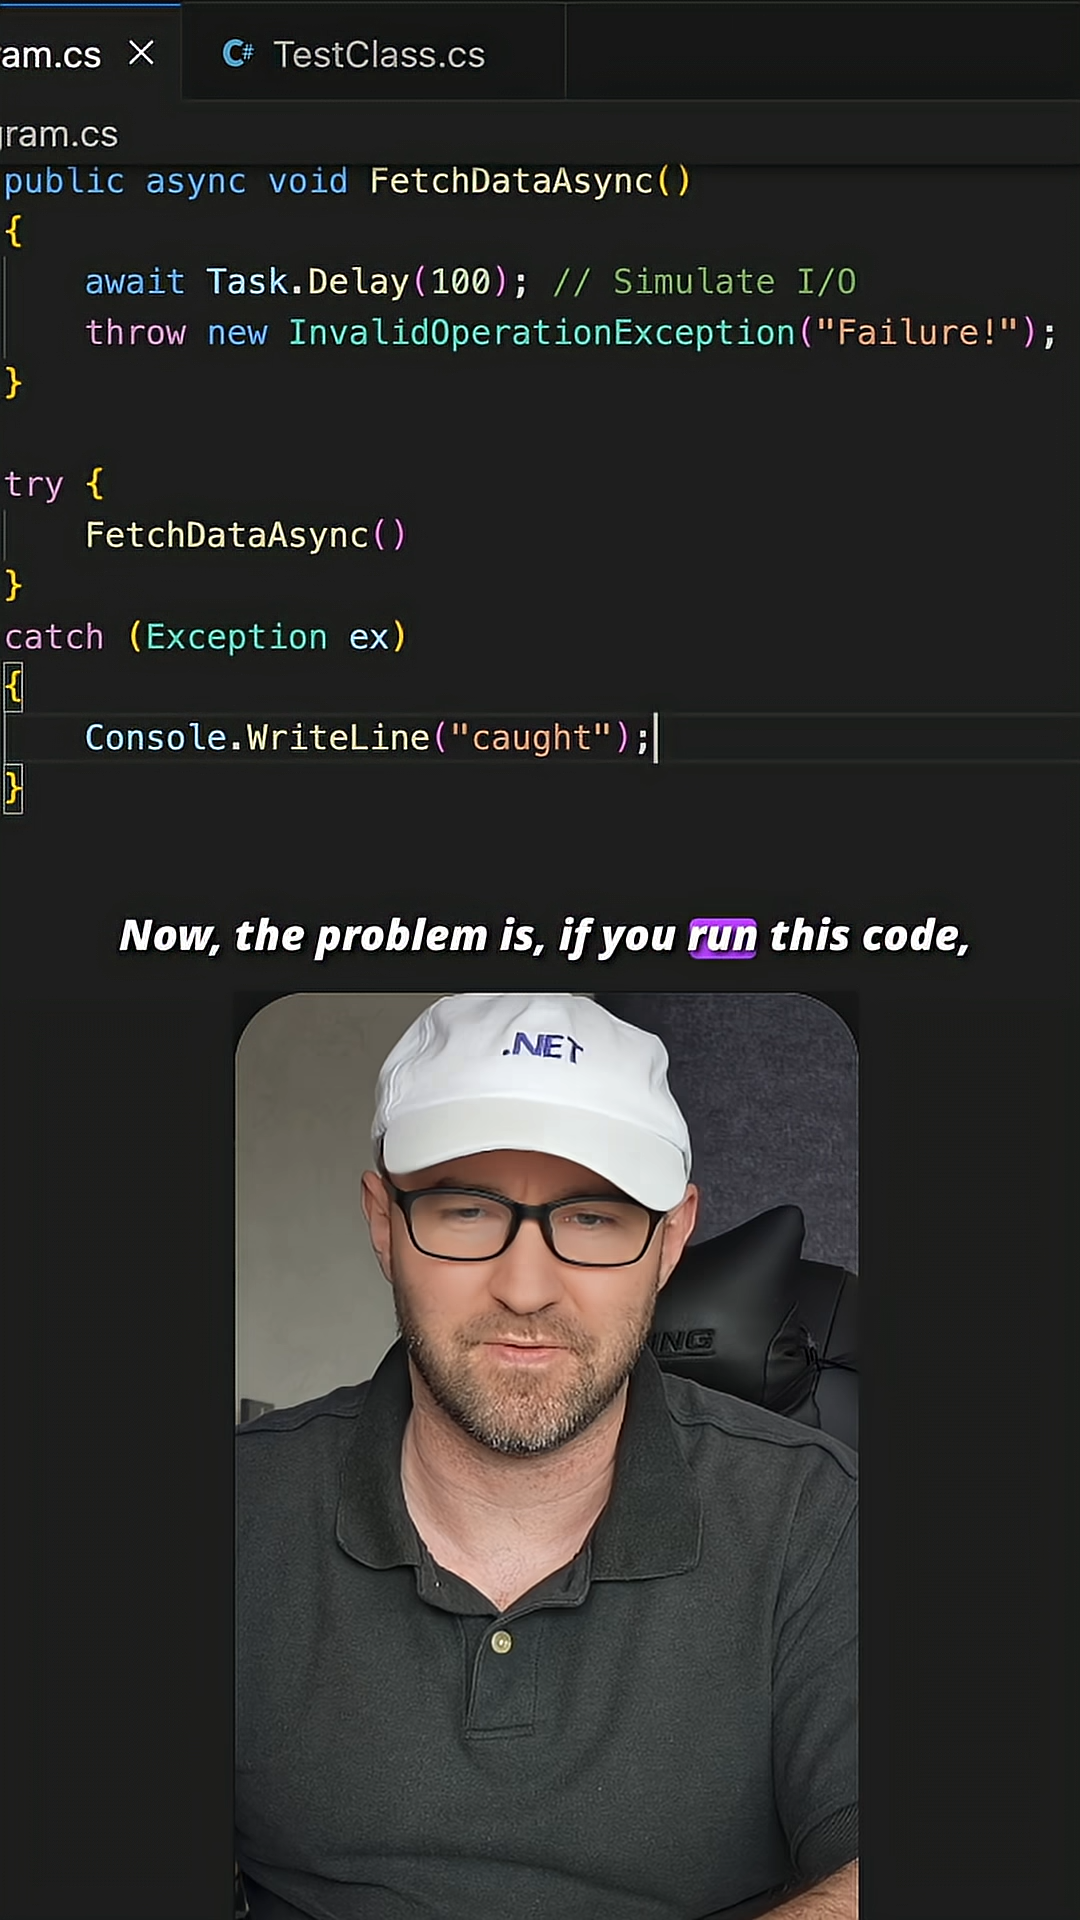 ram.cs × C# TestClass.cs
gram.cs
public async void FetchDataAsync()
{
await Task.Delay(100); // Simulate I/O
throw new InvalidOperationException("Failure!");
}
try {
FetchDataAsync()
}
catch (Exception ex)
{
Console.WriteLine("caught");
}
Now, the problem is, if you run this code,
.NET